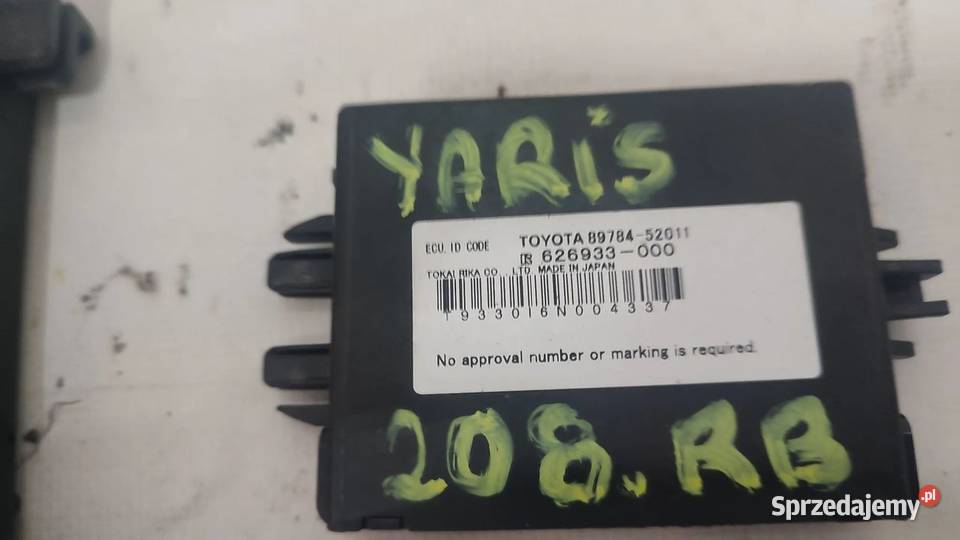 YARiS
ECU. ID CODE TOYOTA 89784-52011
626933-000
TOKAI RIKA CO., LTD. MADE IN JAPAN
T933016N004337
No approval number or marking is required.
208.RB
Sprzedajemy.pl